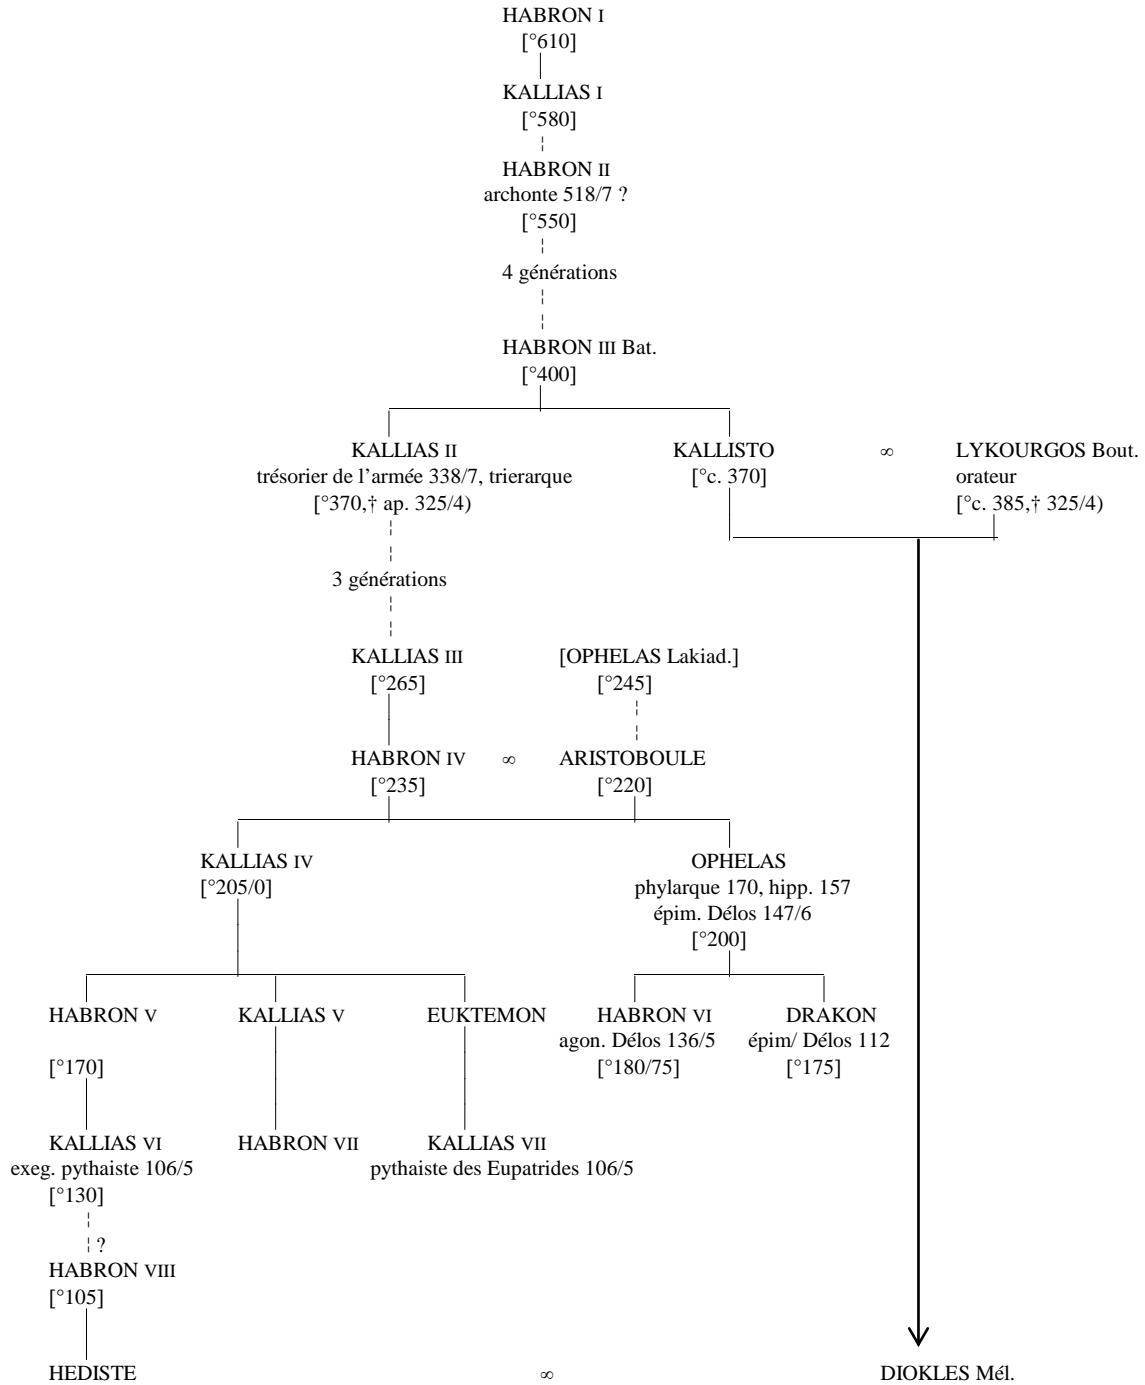 HABRON I
[°610]
KALLIAS I
[°580]
HABRON II
archonte 518/7 ?
[°550]
4 générations
HABRON III Bat.
[°400]
KALLIAS II KALLISTO ∞ LYKOURGOS Bout.
trésorier de l’armée 338/7, trierarque [°c. 370] orateur
[°370,† ap. 325/4) [°c. 385,† 325/4)
3 générations
KALLIAS III [OPHELAS Lakiad.]
[°265] [°245]
HABRON IV ∞ ARISTOBOULE
[°235] [°220]
KALLIAS IV OPHELAS
[°205/0] phylarque 170, hipp. 157
épim. Délos 147/6
[°200]
HABRON V KALLIAS V EUKTEMON HABRON VI DRAKON
agon. Délos 136/5 épim/ Délos 112
[°170] [°180/75] [°175]
KALLIAS VI HABRON VII KALLIAS VII
exeg. pythaiste 106/5 pythaiste des Eupatrides 106/5
[°130]
?
HABRON VIII
[°105]
HEDISTE ∞ DIOKLES Mél.